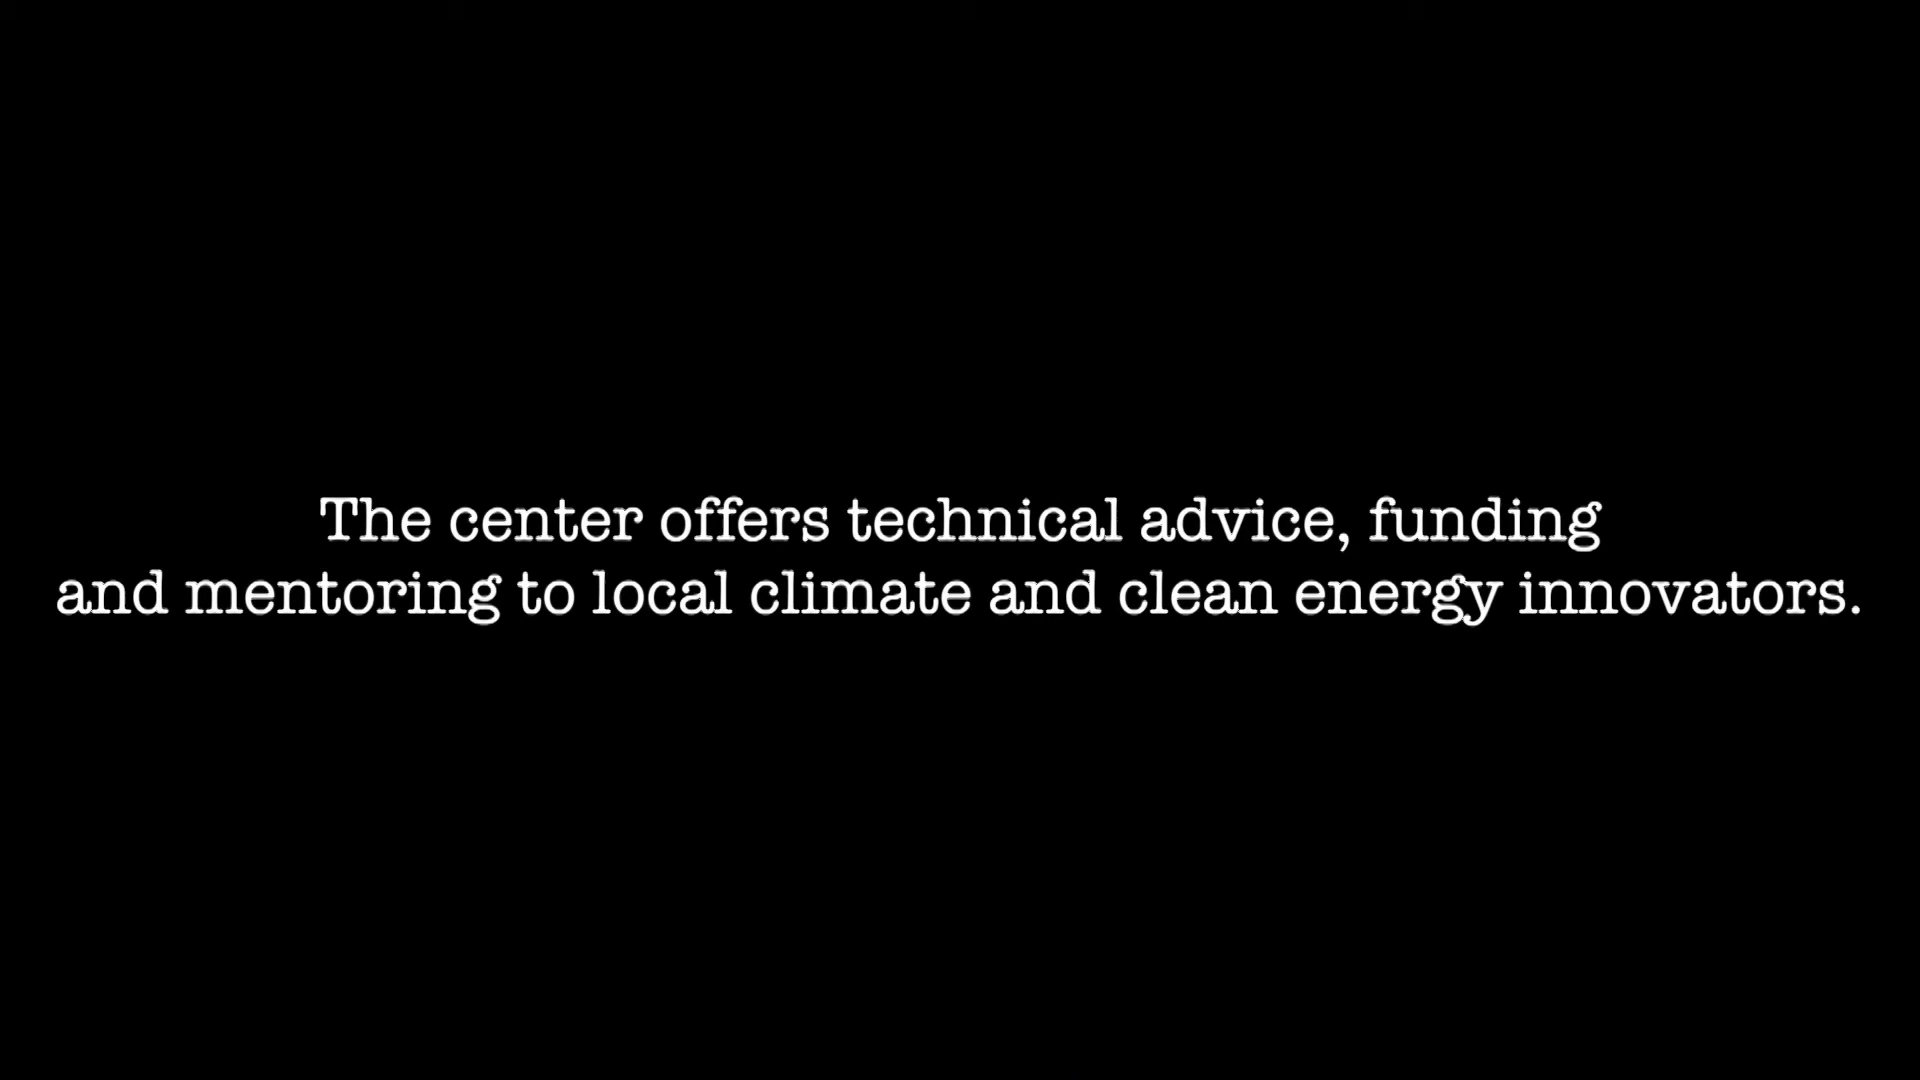 The center offers technical advice, funding
and mentoring to local climate and clean energy innovators.